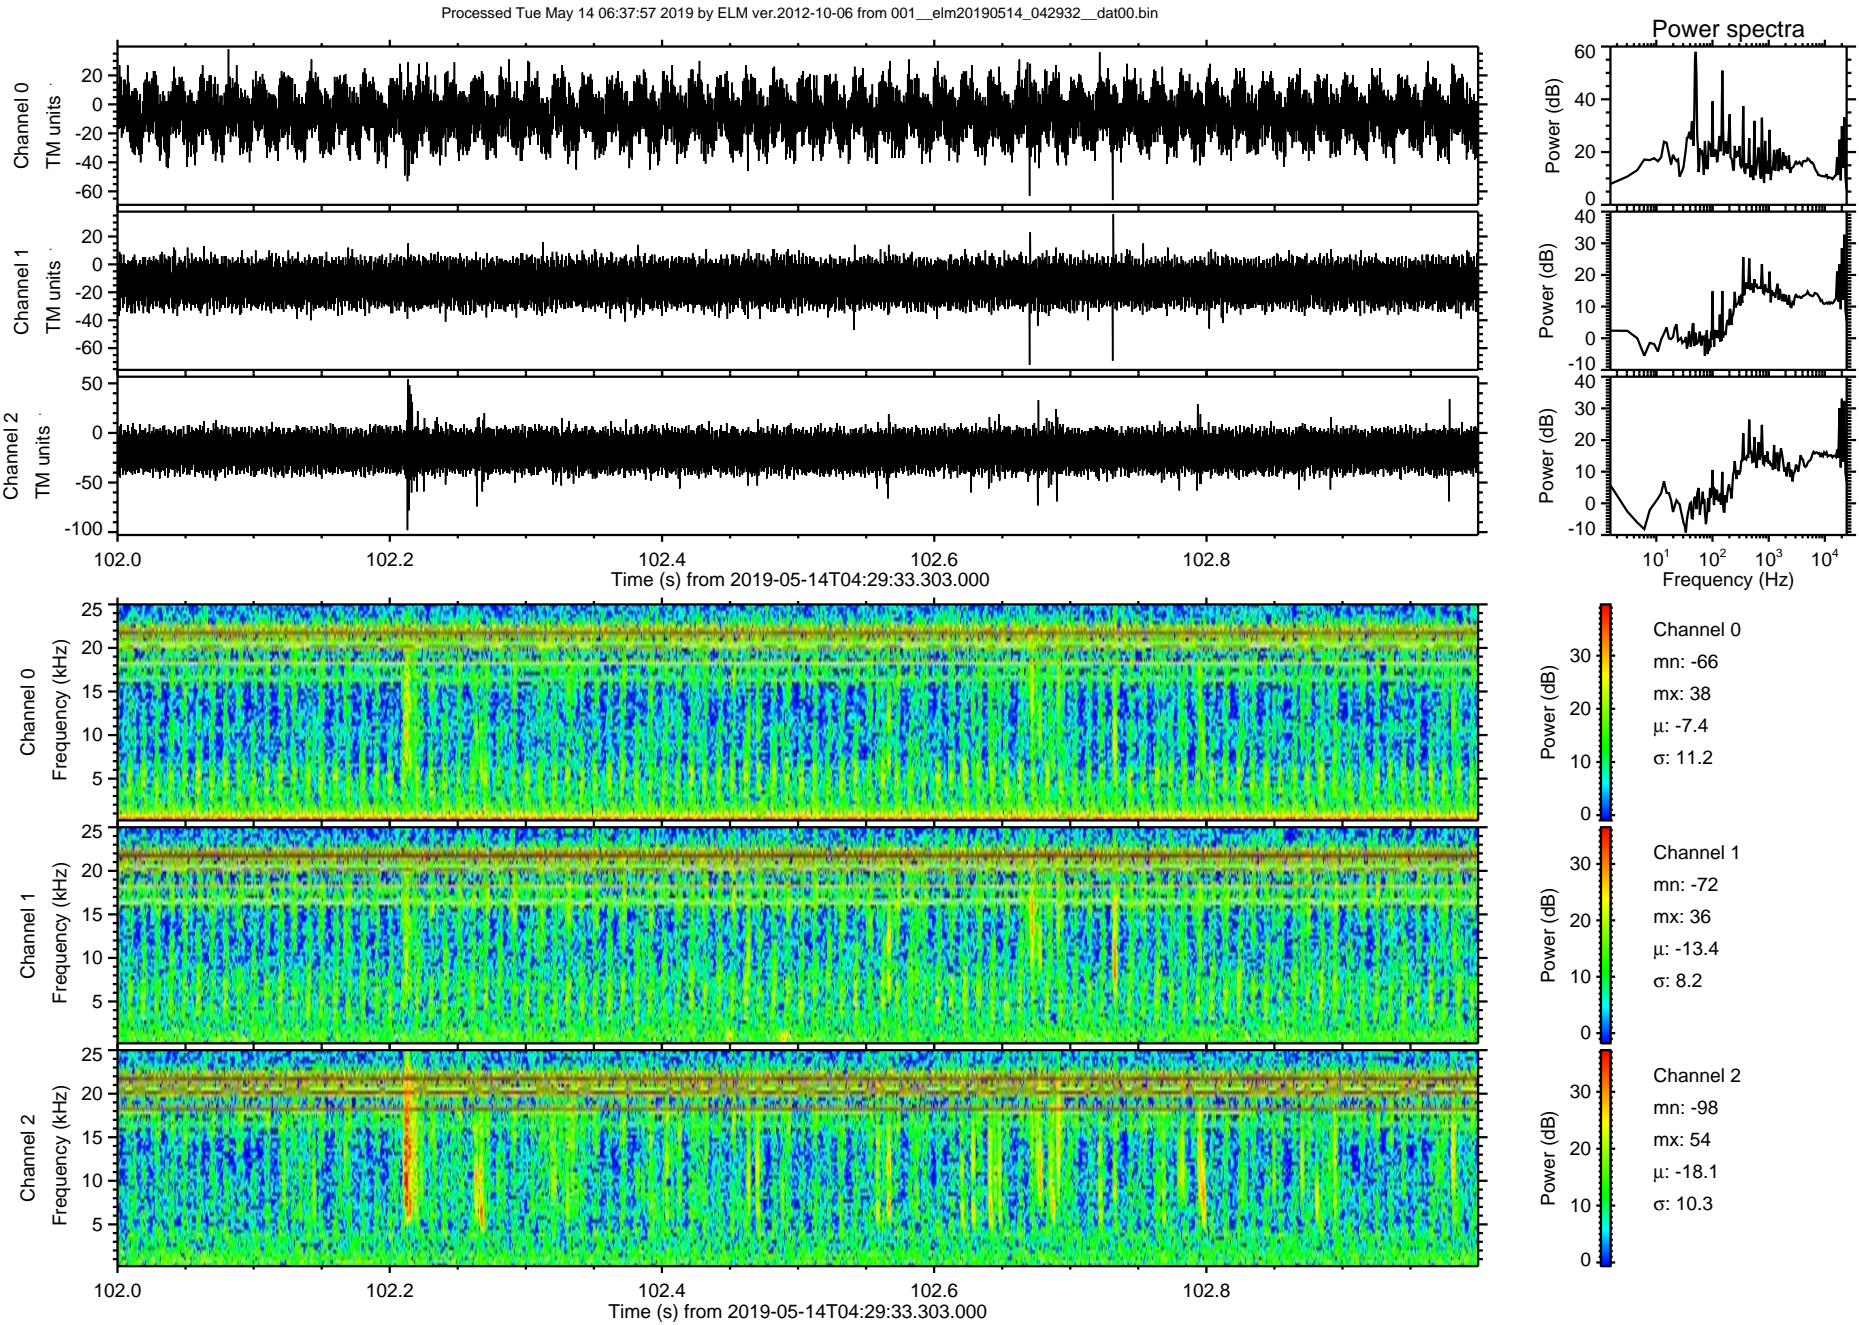 Processed Tue May 14 06:37:57 2019 by ELM ver.2012-10-06 from 001__elm20190514_042932__dat00.bin
Power spectra
Channel 0
TM units
20
0
-20
-40
-60
Power (dB)
60
40
20
0
Channel 1
TM units
20
0
-20
-40
-60
Power (dB)
40
30
20
10
0
-10
Channel 2
TM units
50
0
-50
-100
Power (dB)
40
30
20
10
0
-10
102.0 102.2 102.4 102.6 102.8
Time (s) from 2019-05-14T04:29:33.303.000
10¹ 10² 10³ 10⁴
Frequency (Hz)
Channel 0
Frequency (kHz)
25
20
15
10
5
Power (dB)
30
20
10
0
Channel 0
mn: -66
mx: 38
μ: -7.4
σ: 11.2
Channel 1
Frequency (kHz)
25
20
15
10
5
Power (dB)
30
20
10
0
Channel 1
mn: -72
mx: 36
μ: -13.4
σ: 8.2
Channel 2
Frequency (kHz)
25
20
15
10
5
Power (dB)
30
20
10
0
Channel 2
mn: -98
mx: 54
μ: -18.1
σ: 10.3
102.0 102.2 102.4 102.6 102.8
Time (s) from 2019-05-14T04:29:33.303.000